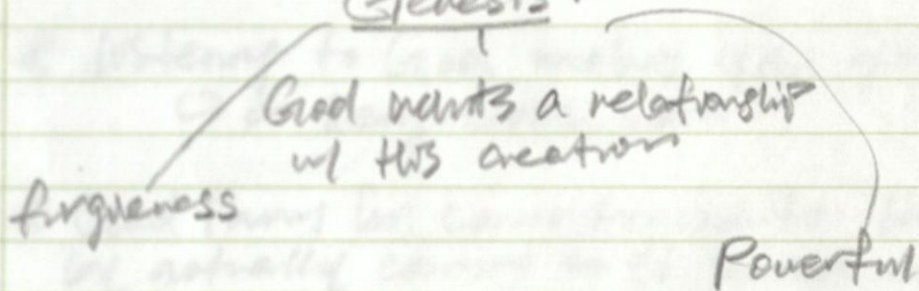 Genesis
God wants a relationship
w/ His creation
forgiveness
Powerful